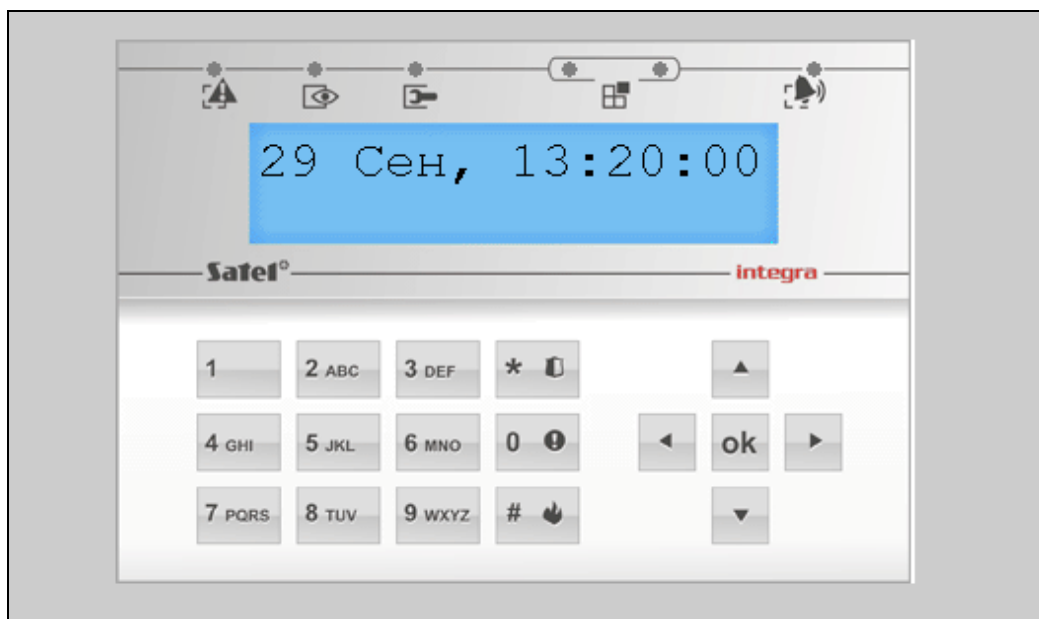 29 Сен, 13:20:00
Satel
integra
1 2 ABC 3 DEF *
4 GHI 5 JKL 6 MNO 0 ok
7 PQRS 8 TUV 9 WXYZ #